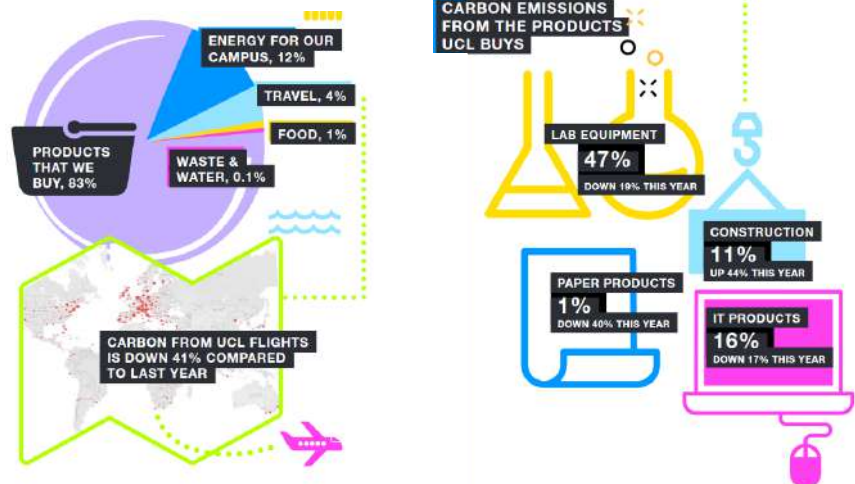 ENERGY FOR OUR
CAMPUS, 12%
TRAVEL, 4%
FOOD, 1%
PRODUCTS
THAT WE
BUY, 83%
WASTE &
WATER, 0.1%
CARBON FROM UCL FLIGHTS
IS DOWN 41% COMPARED
TO LAST YEAR
CARBON EMISSIONS
FROM THE PRODUCTS
UCL BUYS
LAB EQUIPMENT
47%
DOWN 19% THIS YEAR
CONSTRUCTION
11%
UP 44% THIS YEAR
PAPER PRODUCTS
1%
DOWN 40% THIS YEAR
IT PRODUCTS
16%
DOWN 17% THIS YEAR